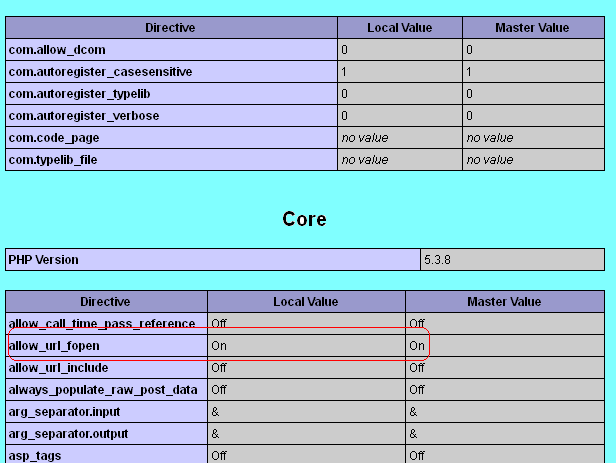 Directive Local Value Master Value
com.allow_dcom 0 0
com.autoregister_casesensitive 1 1
com.autoregister_typelib 0 0
com.autoregister_verbose 0 0
com.code_page no value no value
com.typelib_file no value no value
Core
PHP Version 5.3.8
Directive Local Value Master Value
allow_call_time_pass_reference Off Off
allow_url_fopen On On
allow_url_include Off Off
always_populate_raw_post_data Off Off
arg_separator.input & &
arg_separator.output & &
asp_tags Off Off